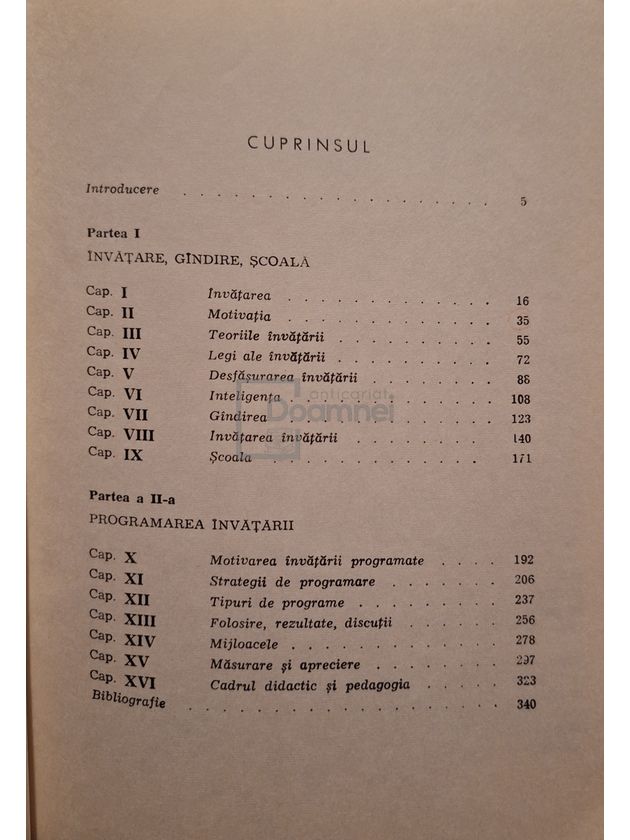 CUPRINSUL
Introducere . . . . . . . . . . . . . . . . . . 5
Partea I
ÎNVĂȚARE, GÎNDIRE, ȘCOALĂ
Cap. I Învățarea . . . . . . . . . . . 16
Cap. II Motivația . . . . . . . . . . . 35
Cap. III Teoriile învățării . . . . . . . . 55
Cap. IV Legi ale învățării . . . . . . . . 72
Cap. V Desfășurarea învățării . . . . . . 88
Cap. VI Inteligența . . . . . . . . . . 108
Cap. VII Gîndirea . . . . . . . . . . . 123
Cap. VIII Invățarea învățării . . . . . . . 140
Cap. IX Școala . . . . . . . . . . . 171
anticariat
Doamnei
Partea a II-a
PROGRAMAREA ÎNVĂȚĂRII
Cap. X Motivarea învățării programate . . . . 192
Cap. XI Strategii de programare . . . . . . 206
Cap. XII Tipuri de programe . . . . . . . . 237
Cap. XIII Folosire, rezultate, discuții . . . . . 256
Cap. XIV Mijloacele . . . . . . . . . . 278
Cap. XV Măsurare și apreciere . . . . . . . 297
Cap. XVI Cadrul didactic și pedagogia . . . . . 323
Bibliografie . . . . . . . . . . . . . . . . . . . 340